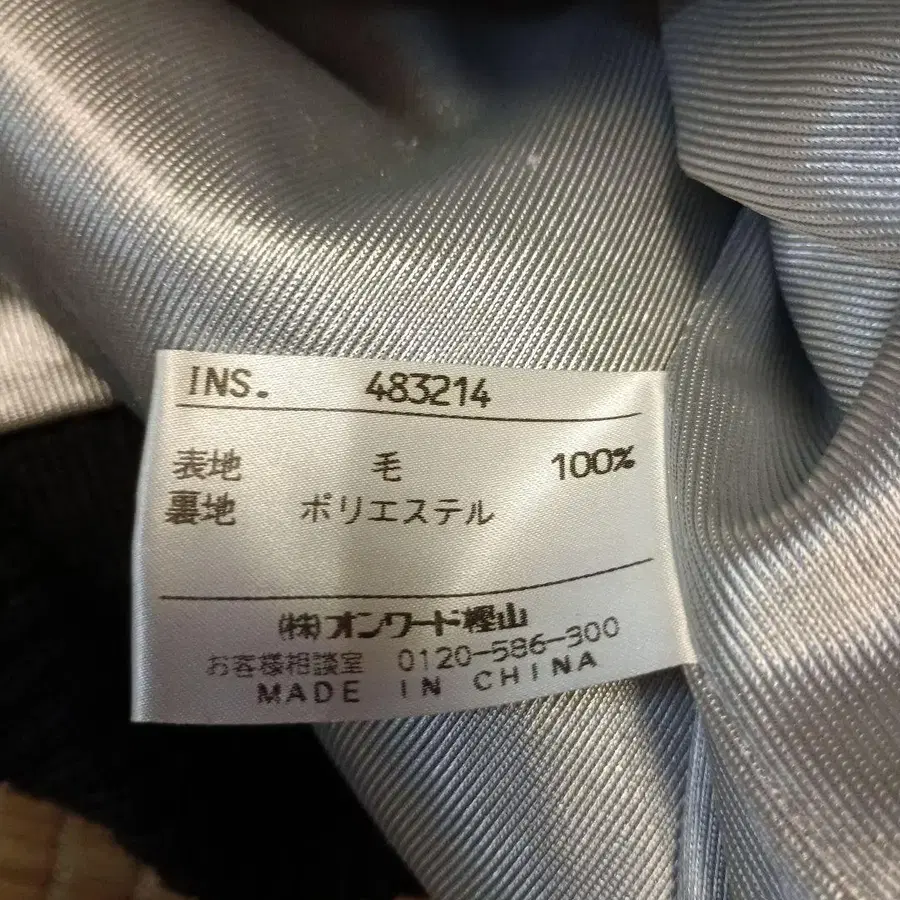 INS. 483214
表地 毛 100%
裏地 ポリエステル
(株)オンワード樫山
お客様相談室 0120-586-300
MADE IN CHINA